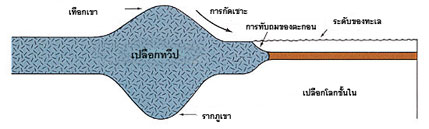 เทือกเขา
การกัดเซาะ
การทับถมของตะกอน
ระดับของทะเล
เปลือกทวีป
เปลือกโลกชั้นใน
รากภูเขา